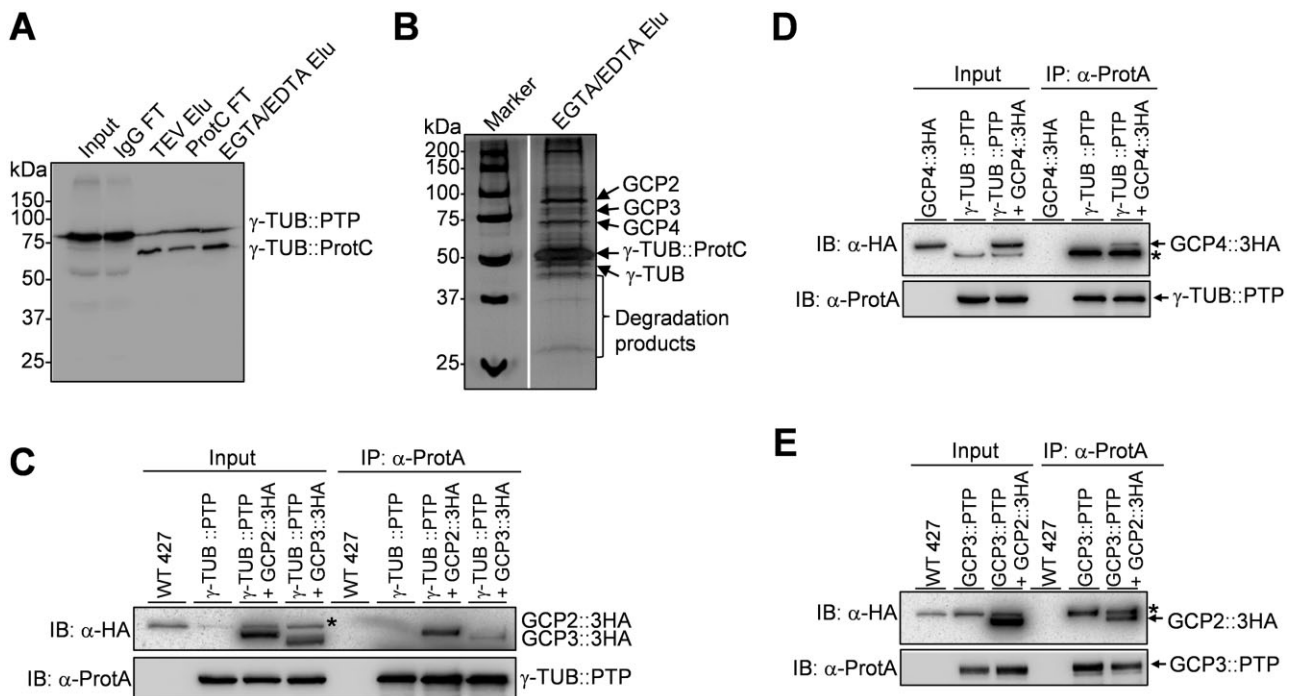 A
kDa
Input
IgG FT
TEV Elu
ProtC FT
EGTA/EDTA Elu
150
100
75
50
37
25
γ-TUB::PTP
γ-TUB::ProtC
B
kDa
Marker
EGTA/EDTA Elu
200
150
100
75
50
37
25
GCP2
GCP3
GCP4
γ-TUB::ProtC
γ-TUB
Degradation
products
D
Input
IP: α-ProtA
GCP4::3HA
γ-TUB ::PTP
γ-TUB ::PTP
+ GCP4::3HA
GCP4::3HA
γ-TUB ::PTP
γ-TUB ::PTP
+ GCP4::3HA
IB: α-HA
GCP4::3HA
*
IB: α-ProtA
γ-TUB::PTP
C
Input
IP: α-ProtA
WT 427
γ-TUB ::PTP
γ-TUB ::PTP
+ GCP2::3HA
γ-TUB ::PTP
+ GCP3::3HA
WT 427
γ-TUB ::PTP
γ-TUB ::PTP
+ GCP2::3HA
γ-TUB ::PTP
+ GCP3::3HA
IB: α-HA
*
GCP2::3HA
GCP3::3HA
IB: α-ProtA
γ-TUB::PTP
E
Input
IP: α-ProtA
WT 427
GCP3::PTP
GCP3::PTP
+ GCP2::3HA
WT 427
GCP3::PTP
GCP3::PTP
+ GCP2::3HA
IB: α-HA
*
GCP2::3HA
IB: α-ProtA
GCP3::PTP